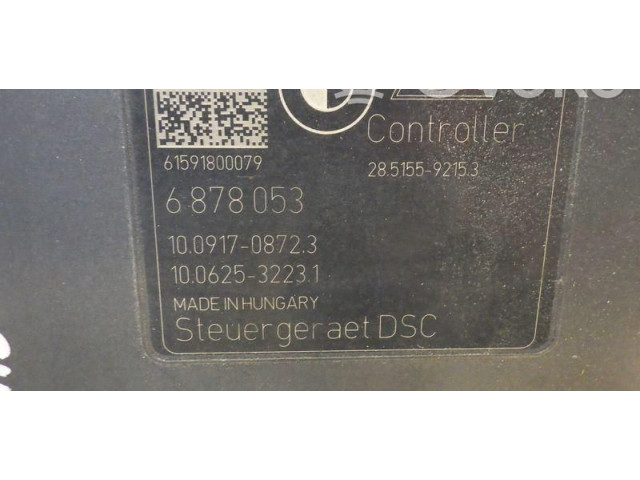 Controller
61591800079
28.5155-9215.3
6 878 053
10.0917-0872.3
10.0625-3223.1
MADE IN HUNGARY
Steuergeraet DSC